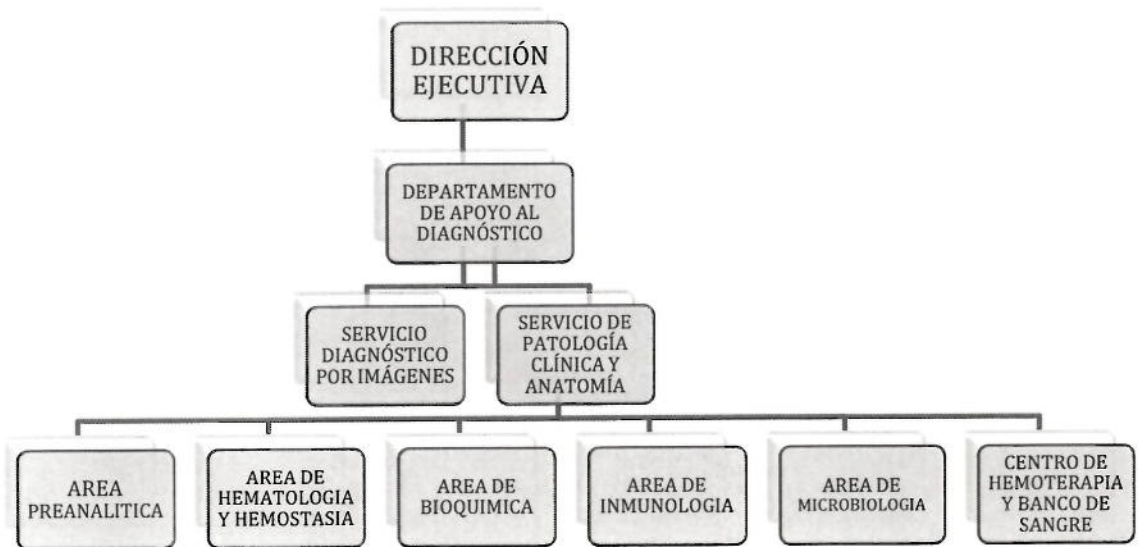 DIRECCIÓN
EJECUTIVA
DEPARTAMENTO
DE APOYO AL
DIAGNÓSTICO
SERVICIO
DIAGNÓSTICO
POR IMÁGENES
SERVICIO DE
PATOLOGÍA
CLÍNICA Y
ANATOMÍA
AREA
PREANALITICA
AREA DE
HEMATOLOGIA
Y HEMOSTASIA
AREA DE
BIOQUIMICA
AREA DE
INMUNOLOGIA
AREA DE
MICROBIOLOGIA
CENTRO DE
HEMOTERAPIA
Y BANCO DE
SANGRE